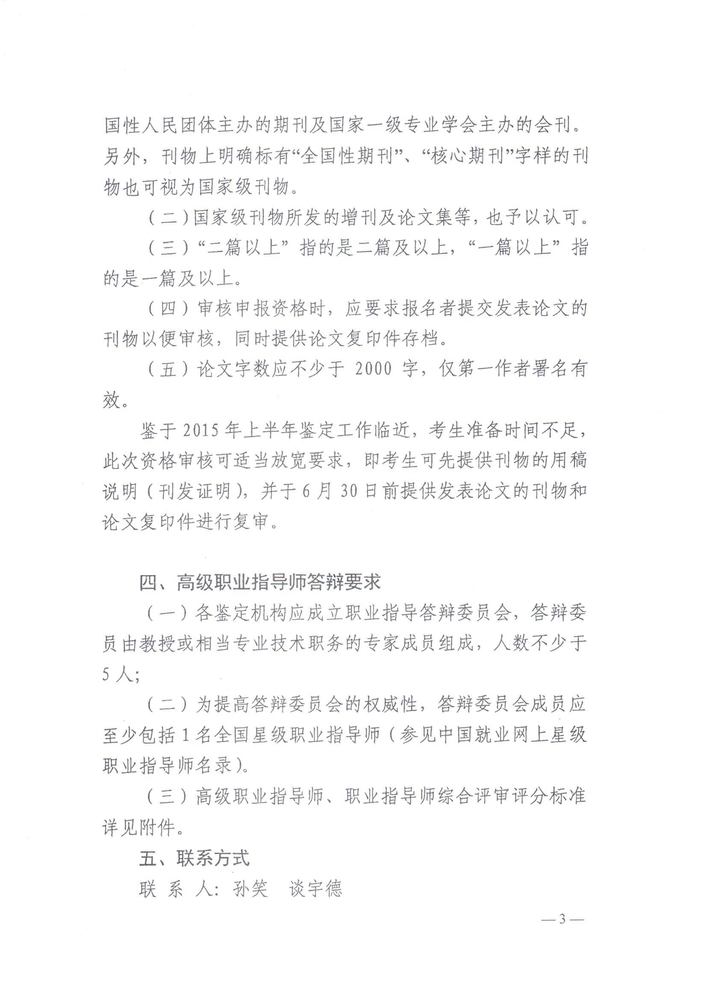 国性人民团体主办的期刊及国家一级专业学会主办的会刊。
另外，刊物上明确标有“全国性期刊”、“核心期刊”字样的刊
物也可视为国家级刊物。
（二）国家级刊物所发的增刊及论文集等，也予以认可。
（三）“二篇以上”指的是二篇及以上，“一篇以上”指
的是一篇及以上。
（四）审核申报资格时，应要求报名者提交发表论文的
刊物以便审核，同时提供论文复印件存档。
（五）论文字数应不少于 2000 字，仅第一作者署名有
效。
鉴于 2015 年上半年鉴定工作临近，考生准备时间不足，
此次资格审核可适当放宽要求，即考生可先提供刊物的用稿
说明（刊发证明），并于 6 月 30 日前提供发表论文的刊物和
论文复印件进行复审。
四、高级职业指导师答辩要求
（一）各鉴定机构应成立职业指导答辩委员会，答辩委
员由教授或相当专业技术职务的专家成员组成，人数不少于
5 人；
（二）为提高答辩委员会的权威性，答辩委员会成员应
至少包括 1 名全国星级职业指导师（参见中国就业网上星级
职业指导师名录）。
（三）高级职业指导师、职业指导师综合评审评分标准
详见附件。
五、联系方式
联 系 人：孙笑 谈宇德
— 3 —